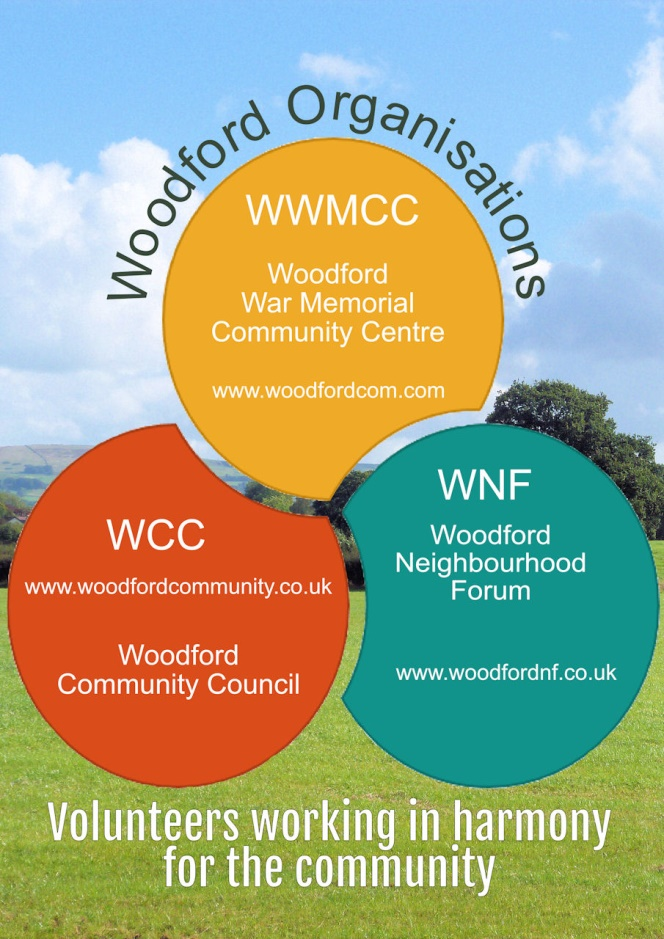 Woodford Organisations
WWMCC
Woodford
War Memorial
Community Centre
www.woodfordcom.com
WCC
www.woodfordcommunity.co.uk
Woodford
Community Council
WNF
Woodford
Neighbourhood
Forum
www.woodfordnf.co.uk
Volunteers working in harmony
for the community